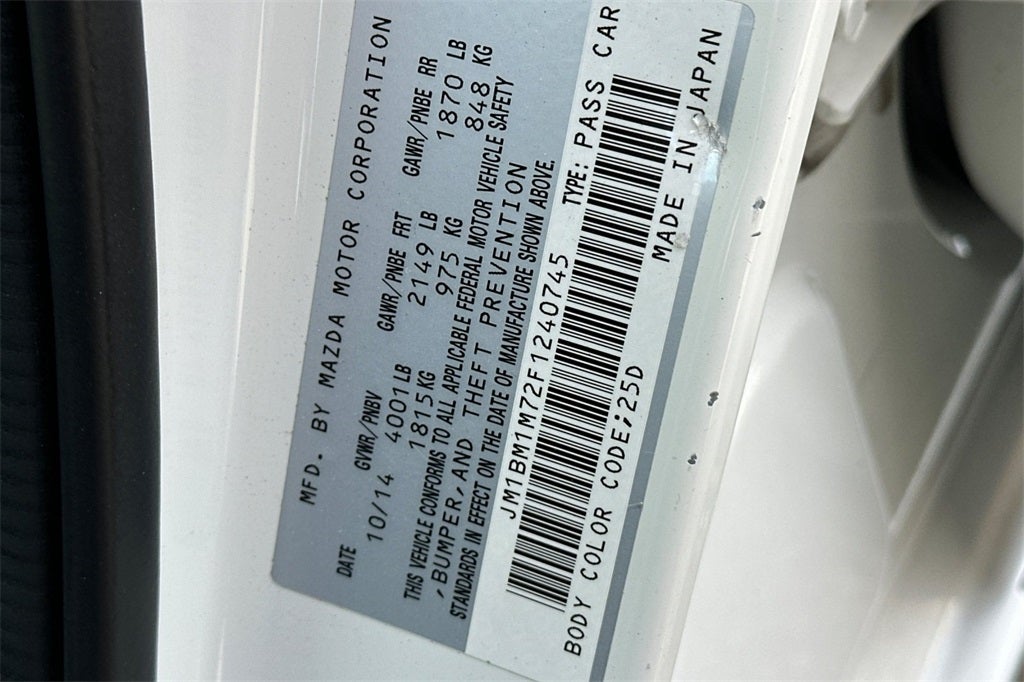 MFD. BY MAZDA MOTOR CORPORATION
DATE GVWR/PNBV GAWR/PNBE FRT GAWR/PNBE RR
10/14 4001LB 2149 LB 1870 LB
1815KG 975 KG 848 KG
THIS VEHICLE CONFORMS TO ALL APPLICABLE FEDERAL MOTOR VEHICLE SAFETY
,BUMPER,AND THEFT PREVENTION
STANDARDS IN EFFECT ON THE DATE OF MANUFACTURE SHOWN ABOVE.
JM1BM1M72F1240745 TYPE: PASS CAR
BODY COLOR CODE;25D MADE IN JAPAN